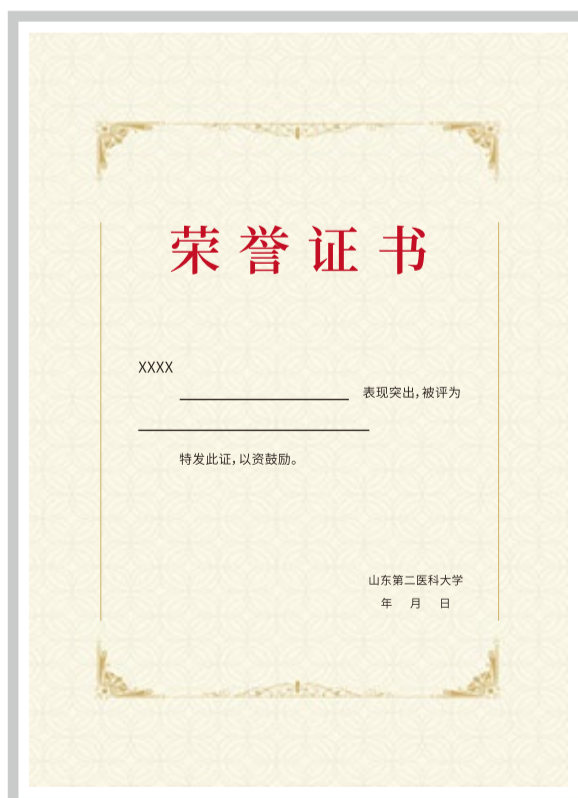 荣誉证书
XXXX
表现突出,被评为
特发此证,以资鼓励。
山东第二医科大学
年 月 日